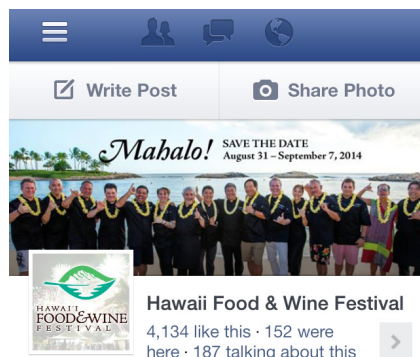 Write Post
Share Photo
Mahalo!
SAVE THE DATE
August 31 – September 7, 2014
HAWAII
FOOD&WINE
FESTIVAL
Hawaii Food & Wine Festival
4,134 like this · 152 were
here · 187 talking about this